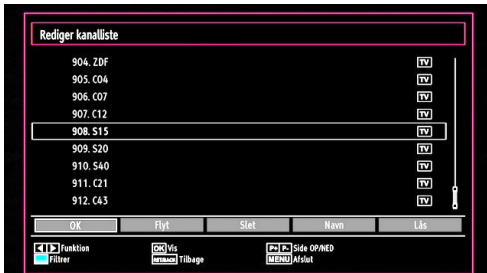 Rediger kanalliste
904. ZDF TV
905. C04 TV
906. C07 TV
907. C12 TV
908. S15 TV
909. S20 TV
910. S40 TV
911. C21 TV
912. C43 TV
OK Flyt Slet Navn Lås
Funktion OK Vis P+ P- Side OP/NED
Filtrer RETURN/BACK Tilbage MENU Afslut